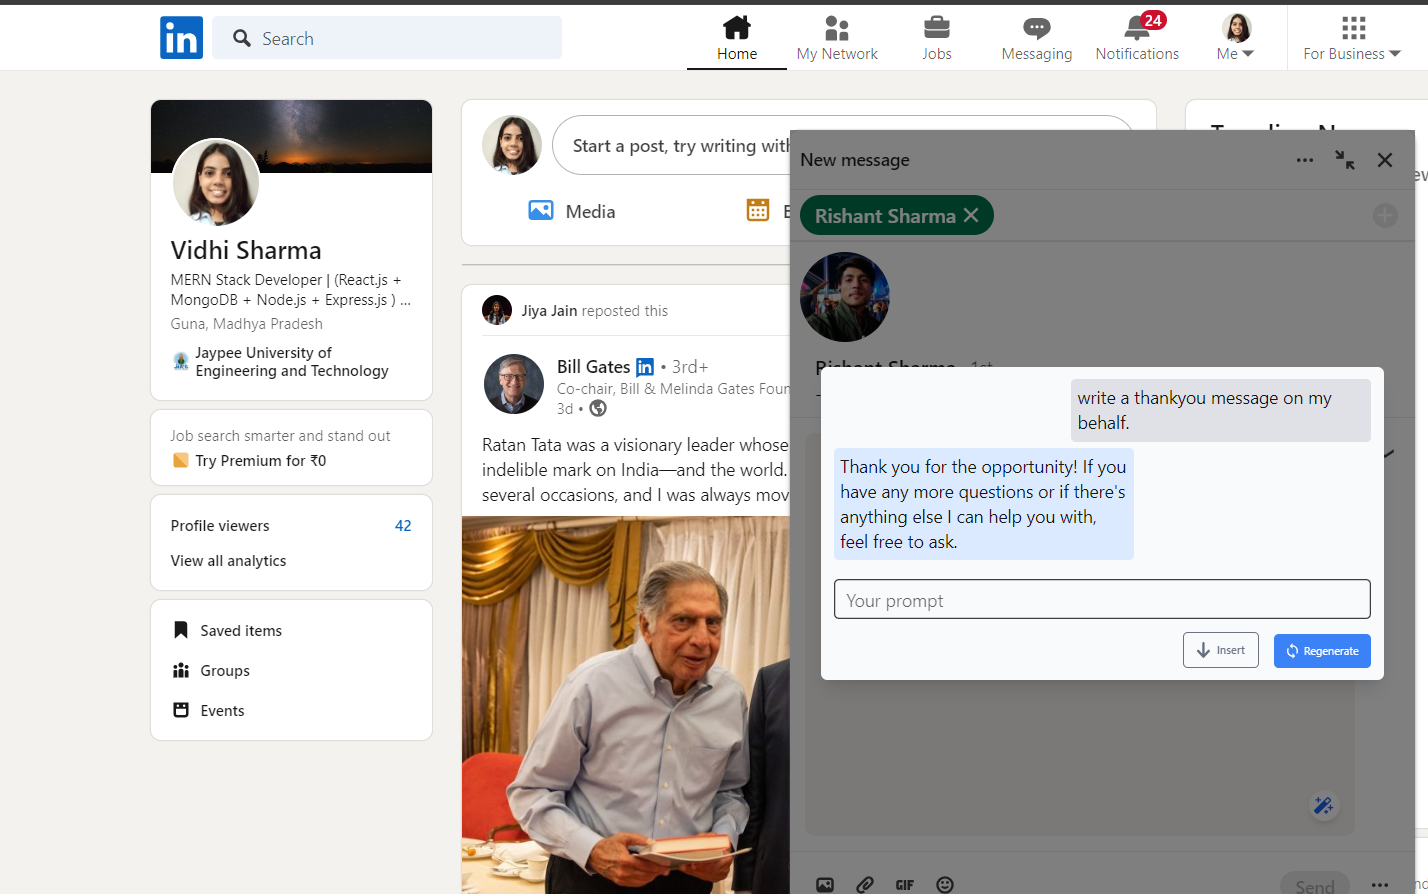 in
Search
Home
My Network
Jobs
Messaging
24
Notifications
Me
For Business
Vidhi Sharma
MERN Stack Developer | (React.js +
MongoDB + Node.js + Express.js ) ...
Guna, Madhya Pradesh
Jaypee University of
Engineering and Technology
Job search smarter and stand out
Try Premium for ₹0
Profile viewers 42
View all analytics
Saved items
Groups
Events
Start a post, try writing with
Media
Jiya Jain reposted this
Bill Gates in • 3rd+
Co-chair, Bill & Melinda Gates Foun
3d •
Ratan Tata was a visionary leader whose
indelible mark on India—and the world.
several occasions, and I was always mov
New message
Rishant Sharma
Rishant Sharma 1st
write a thankyou message on my
behalf.
Thank you for the opportunity! If you
have any more questions or if there's
anything else I can help you with,
feel free to ask.
Your prompt
Insert
Regenerate
GIF
Send